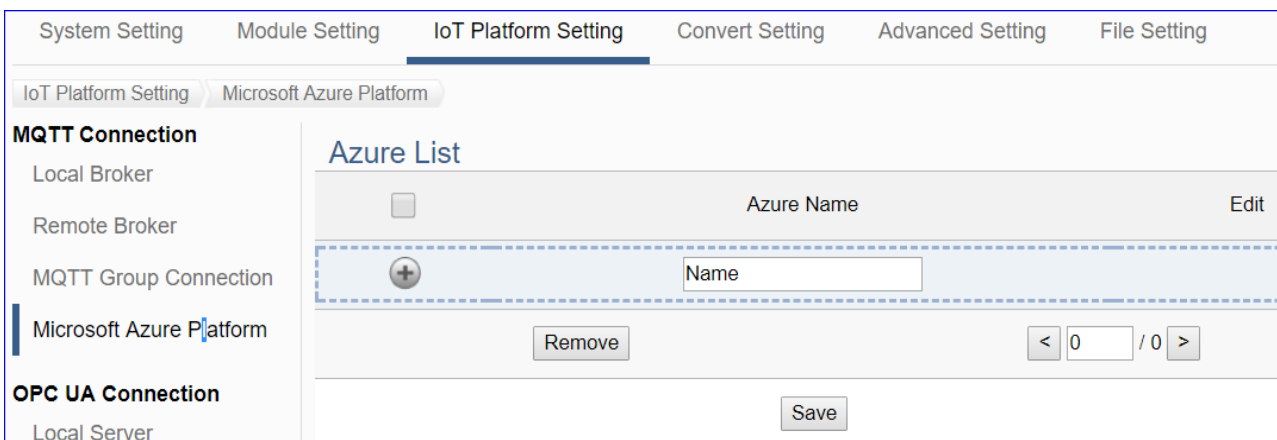 System Setting Module Setting IoT Platform Setting Convert Setting Advanced Setting File Setting
IoT Platform Setting Microsoft Azure Platform
MQTT Connection
Local Broker
Remote Broker
MQTT Group Connection
Microsoft Azure Platform
OPC UA Connection
Local Server
Azure List
Azure Name Edit
Name
Remove < 0 / 0 >
Save